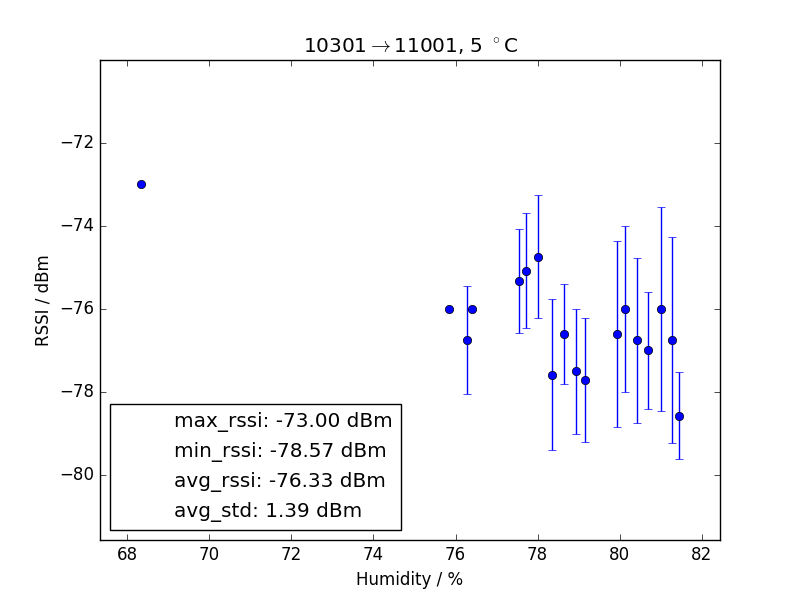 10301→11001, 5 °C
−72
−74
−76
−78
−80
RSSI / dBm
max_rssi: -73.00 dBm
min_rssi: -78.57 dBm
avg_rssi: -76.33 dBm
avg_std: 1.39 dBm
68 70 72 74 76 78 80 82
Humidity / %